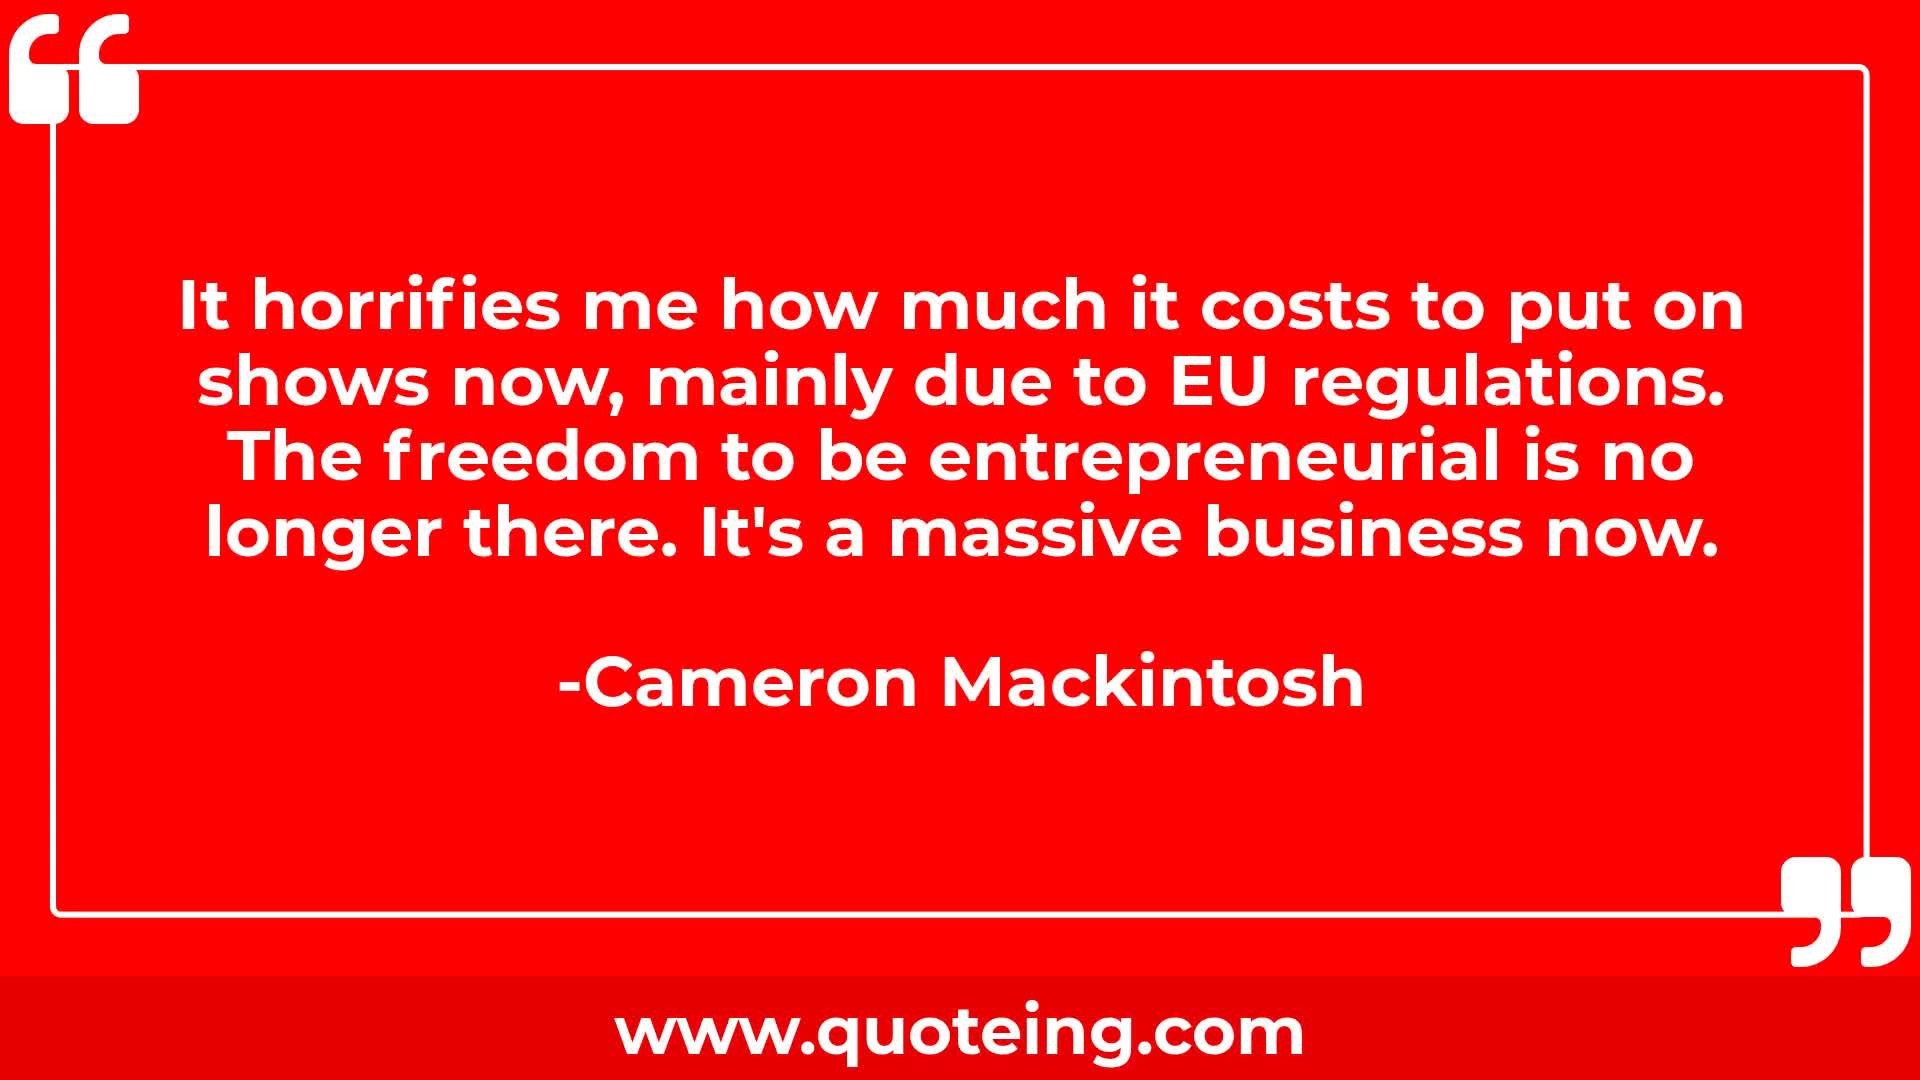 It horrifies me how much it costs to put on
shows now, mainly due to EU regulations.
The freedom to be entrepreneurial is no
longer there. It's a massive business now.
-Cameron Mackintosh
www.quoteing.com